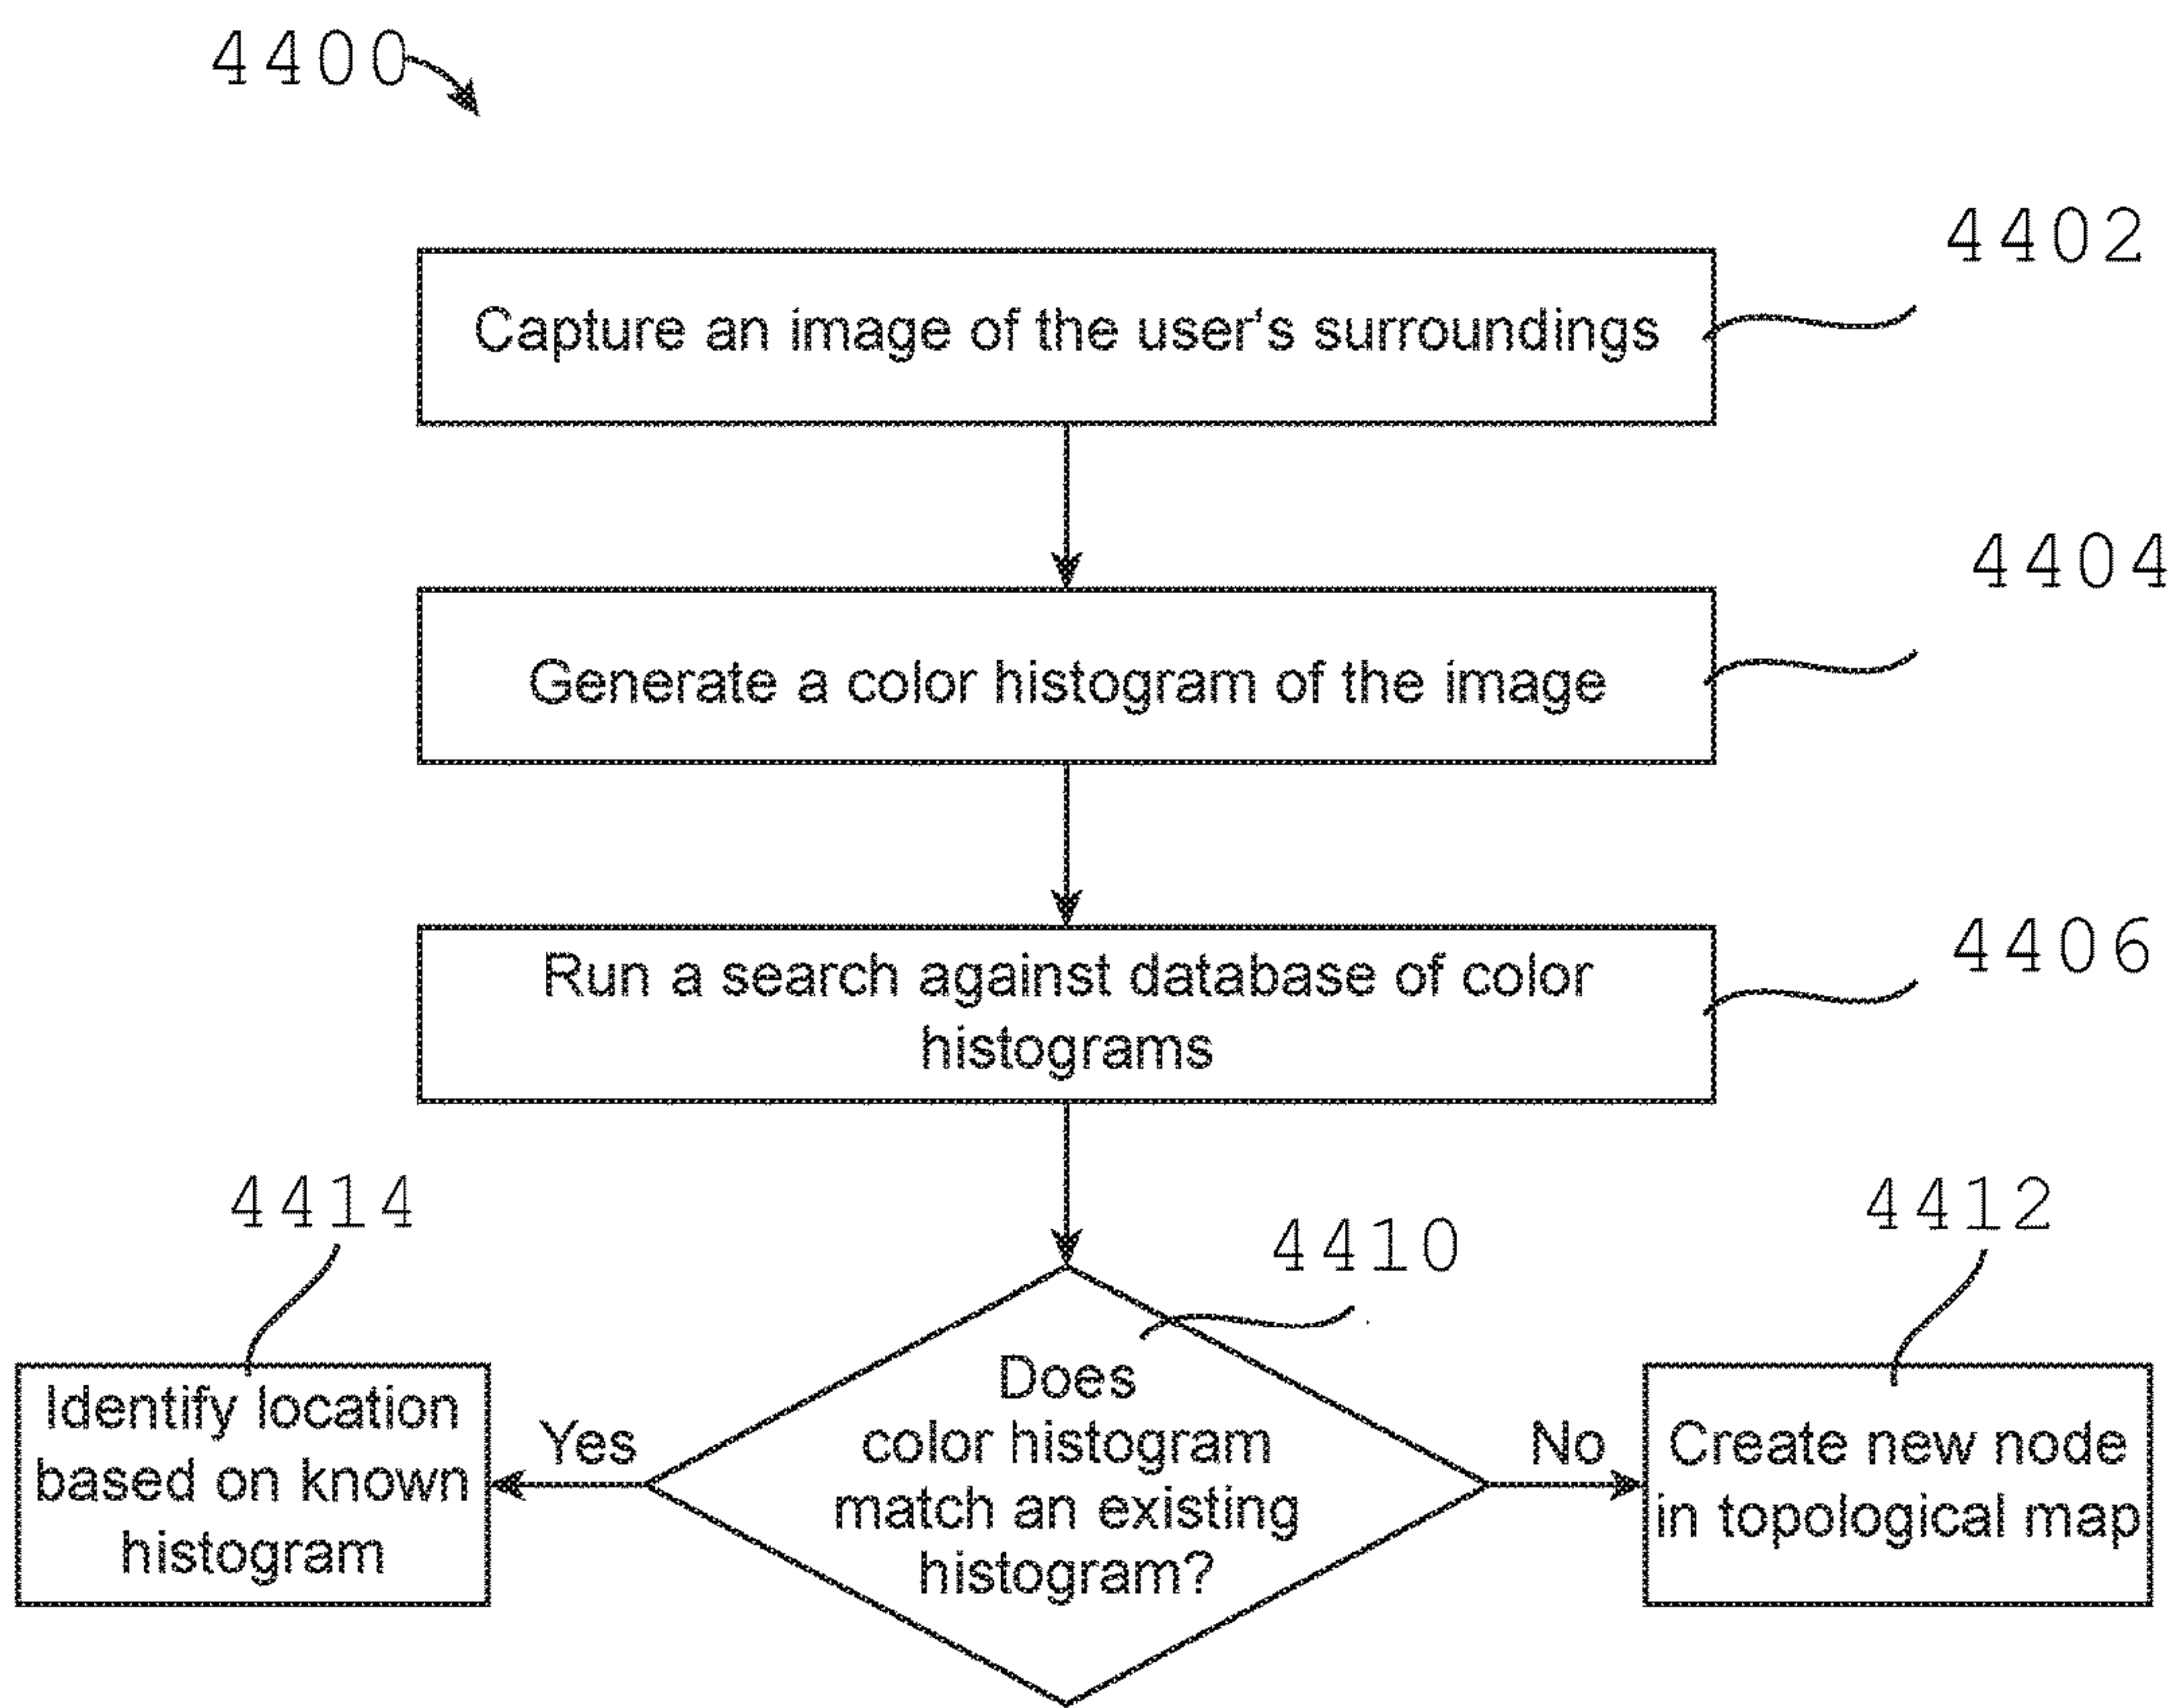 4400
4402
Capture an image of the user's surroundings
4404
Generate a color histogram of the image
4406
Run a search against database of color
histograms
4414
4410
4412
Identify location
based on known
histogram
Yes
Does
color histogram
match an existing
histogram?
No
Create new node
in topological map